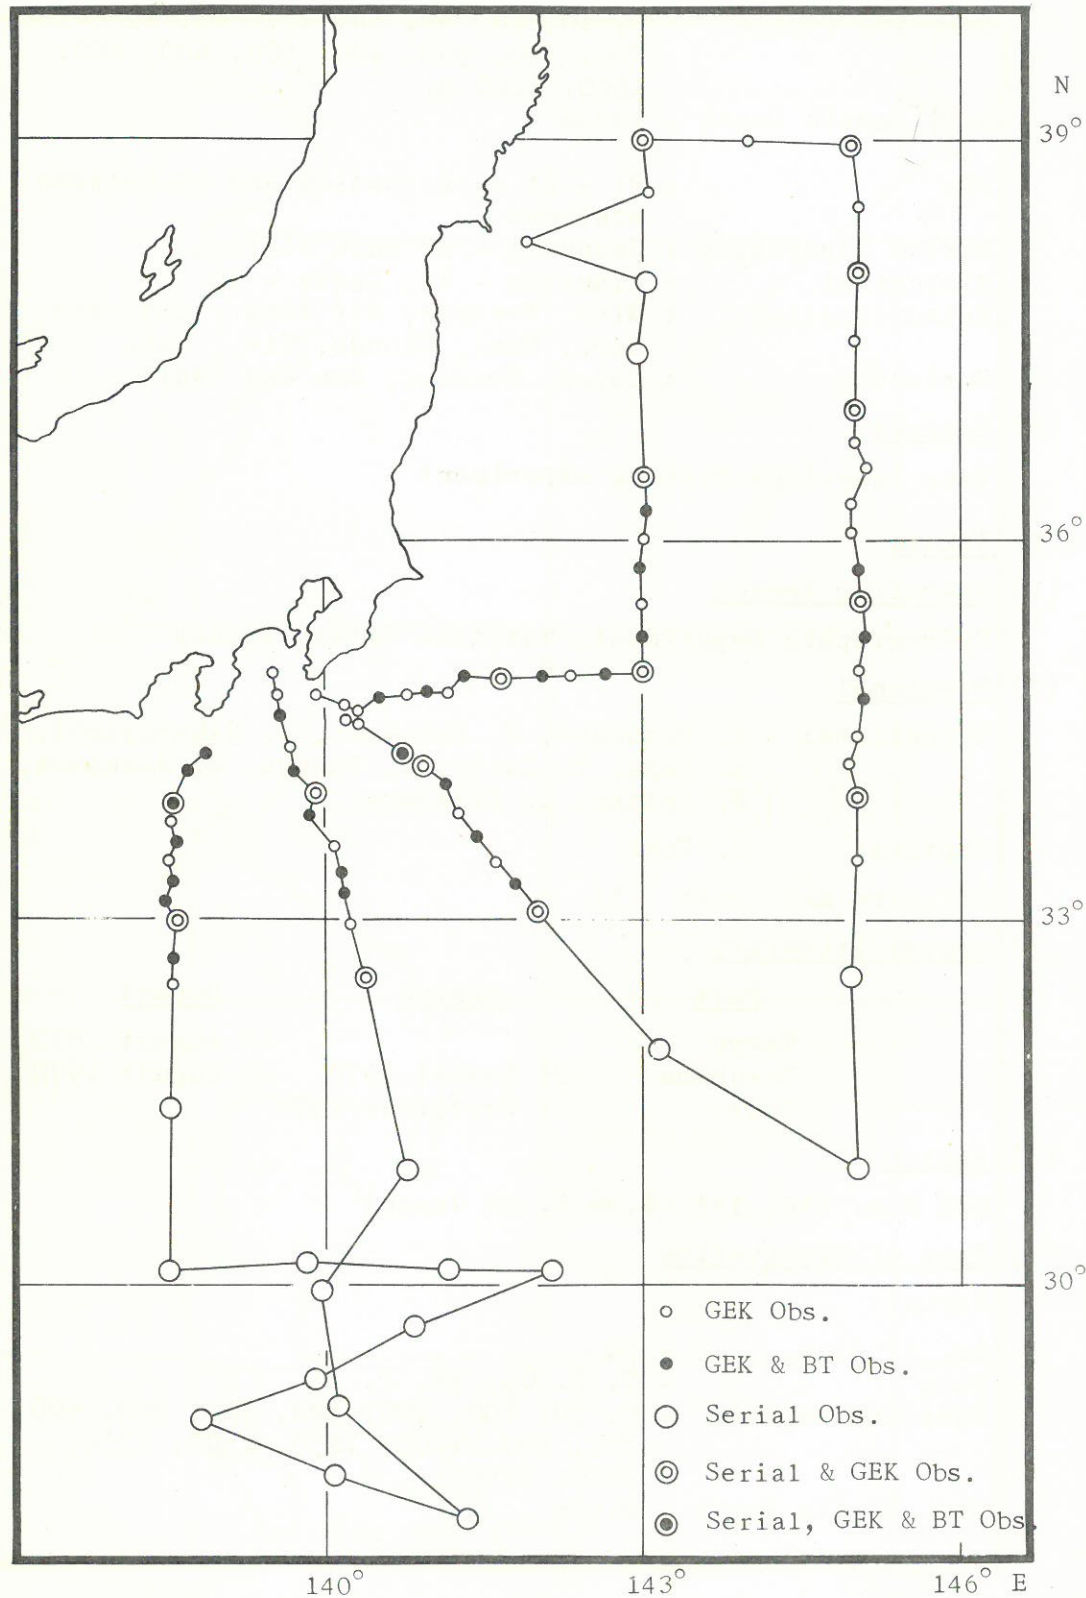 N
39°
36°
33°
30°
GEK Obs.
GEK & BT Obs.
Serial Obs.
Serial & GEK Obs.
Serial, GEK & BT Obs.
140° 143° 146° E